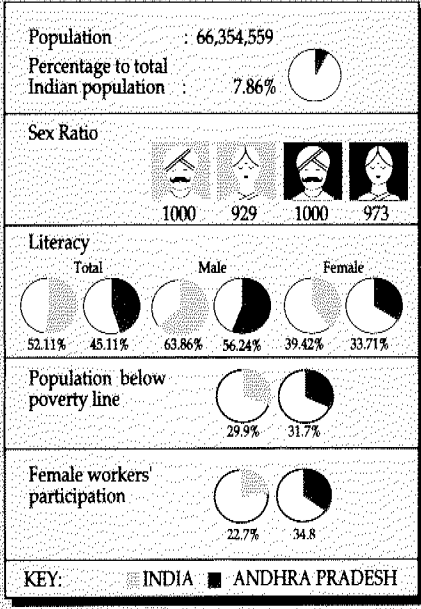 Population : 66,354,559
Percentage to total
Indian population : 7.86%
Sex Ratio
1000 929 1000 973
Literacy
Total Male Female
52.11% 45.11% 63.86% 56.24% 39.42% 33.71%
Population below
poverty line
29.9% 31.7%
Female workers'
participation
22.7% 34.8
KEY: INDIA ANDHRA PRADESH